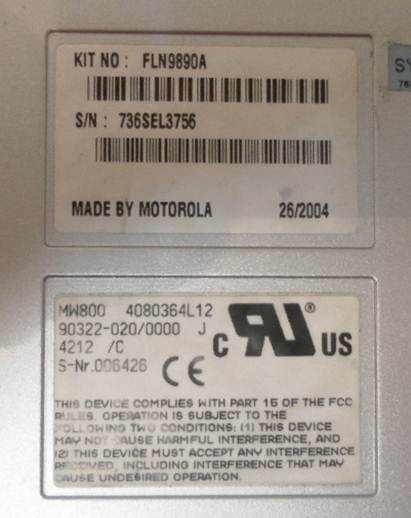 KIT NO : FLN9890A
S/N : 736SEL3756
MADE BY MOTOROLA 26/2004
SY
MW800 4080364L12
90322-020/0000 J
4212 /C
S-Nr.006426
CE
C RU ® US
THIS DEVICE COMPLIES WITH PART 15 OF THE FCC
RULES. OPERATION IS SUBJECT TO THE
FOLLOWING TWO CONDITIONS: (1) THIS DEVICE
MAY NOT CAUSE HARMFUL INTERFERENCE, AND
(2) THIS DEVICE MUST ACCEPT ANY INTERFERENCE
RECEIVED, INCLUDING INTERFERENCE THAT MAY
CAUSE UNDESIRED OPERATION.